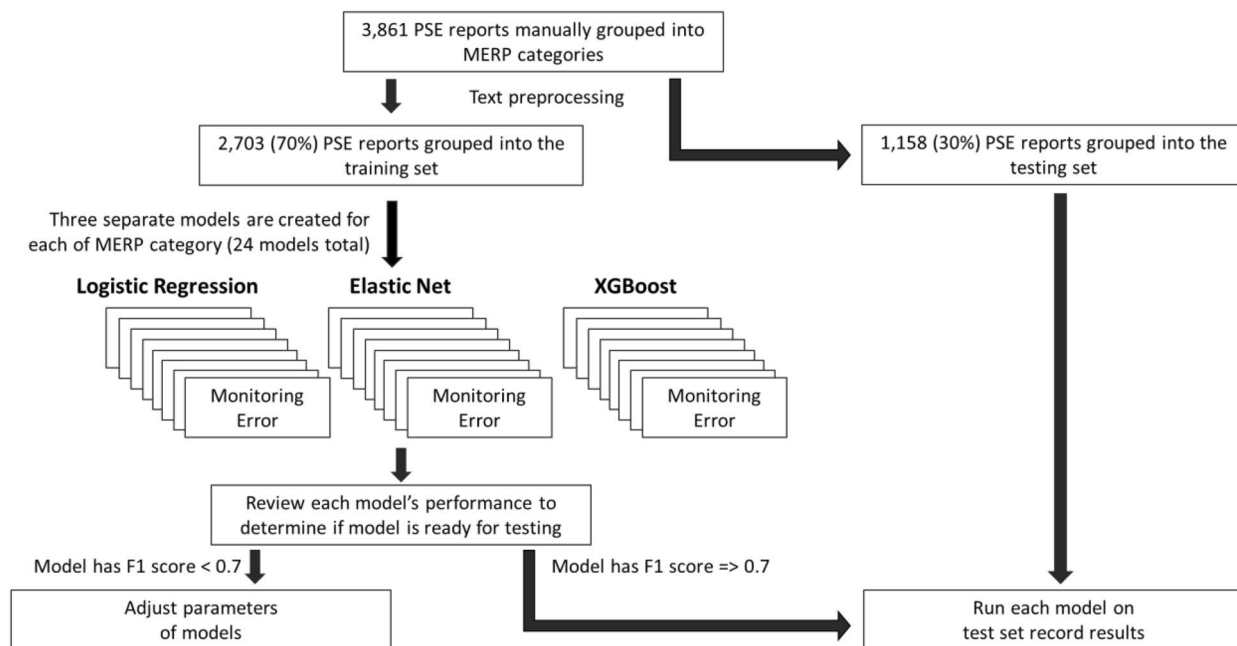 3,861 PSE reports manually grouped into
MERP categories
Text preprocessing
2,703 (70%) PSE reports grouped into the
training set
1,158 (30%) PSE reports grouped into the
testing set
Three separate models are created for
each of MERP category (24 models total)
Logistic Regression
Elastic Net
XGBoost
Monitoring
Error
Monitoring
Error
Monitoring
Error
Review each model's performance to
determine if model is ready for testing
Model has F1 score < 0.7
Model has F1 score => 0.7
Adjust parameters
of models
Run each model on
test set record results